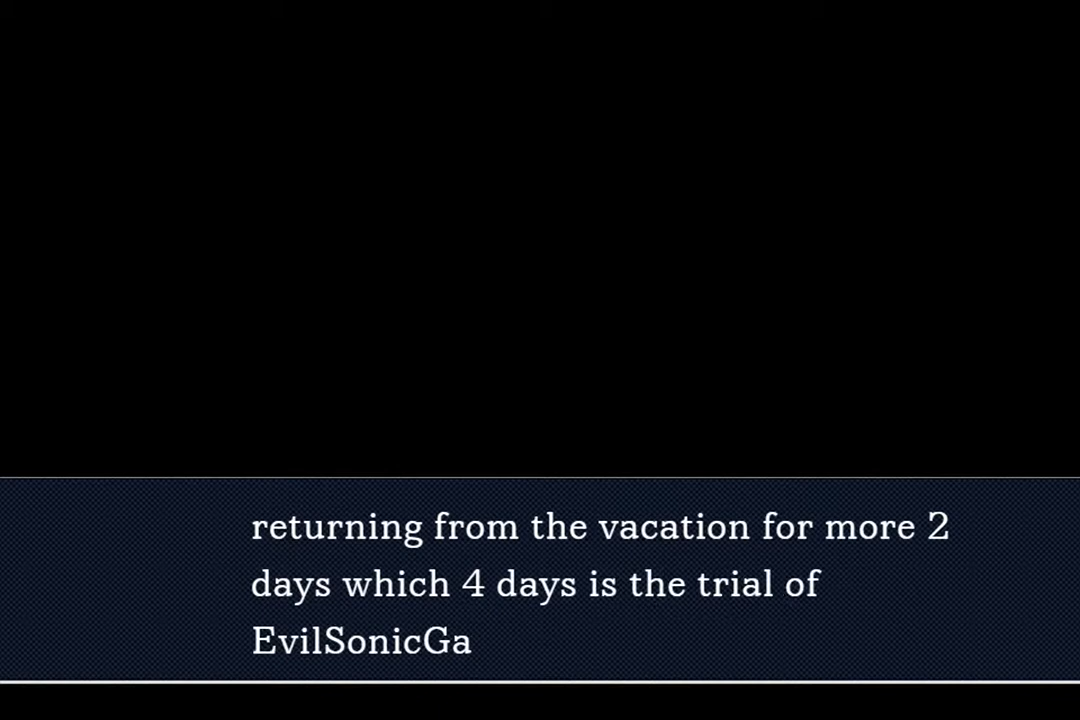 returning from the vacation for more 2
days which 4 days is the trial of
EvilSonicGa